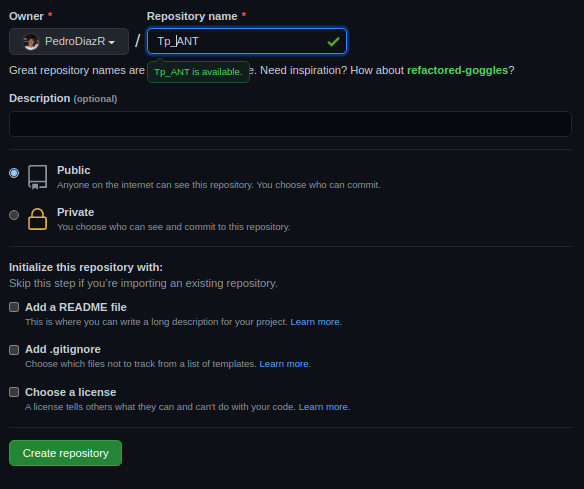 Owner * Repository name *
PedroDiazR / Tp_ANT
Great repository names are e. Need inspiration? How about refactored-goggles?
Tp_ANT is available.
Description (optional)
Public
Anyone on the internet can see this repository. You choose who can commit.
Private
You choose who can see and commit to this repository.
Initialize this repository with:
Skip this step if you're importing an existing repository.
Add a README file
This is where you can write a long description for your project. Learn more.
Add .gitignore
Choose which files not to track from a list of templates. Learn more.
Choose a license
A license tells others what they can and can't do with your code. Learn more.
Create repository